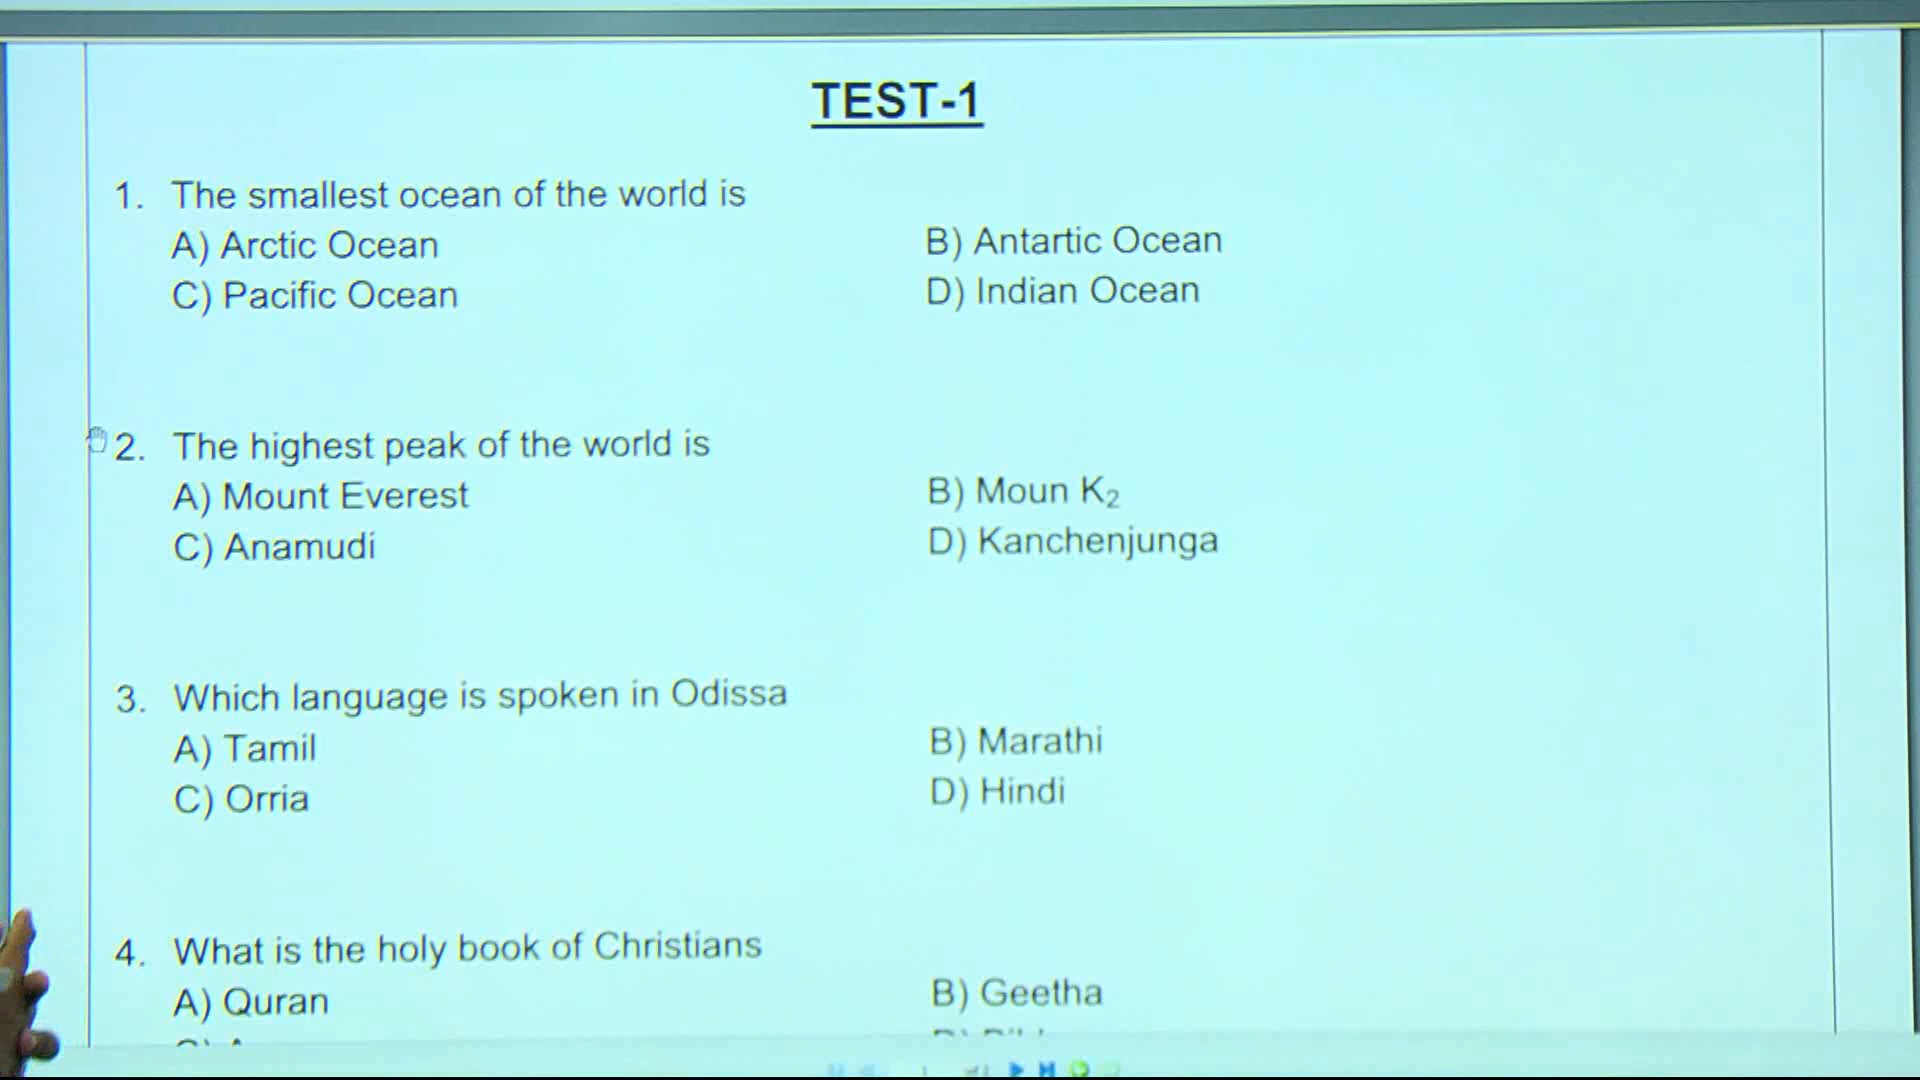 TEST-1
1. The smallest ocean of the world is
A) Arctic Ocean B) Antartic Ocean
C) Pacific Ocean D) Indian Ocean
2. The highest peak of the world is
A) Mount Everest B) Moun K₂
C) Anamudi D) Kanchenjunga
3. Which language is spoken in Odissa
A) Tamil B) Marathi
C) Orria D) Hindi
4. What is the holy book of Christians
A) Quran B) Geetha